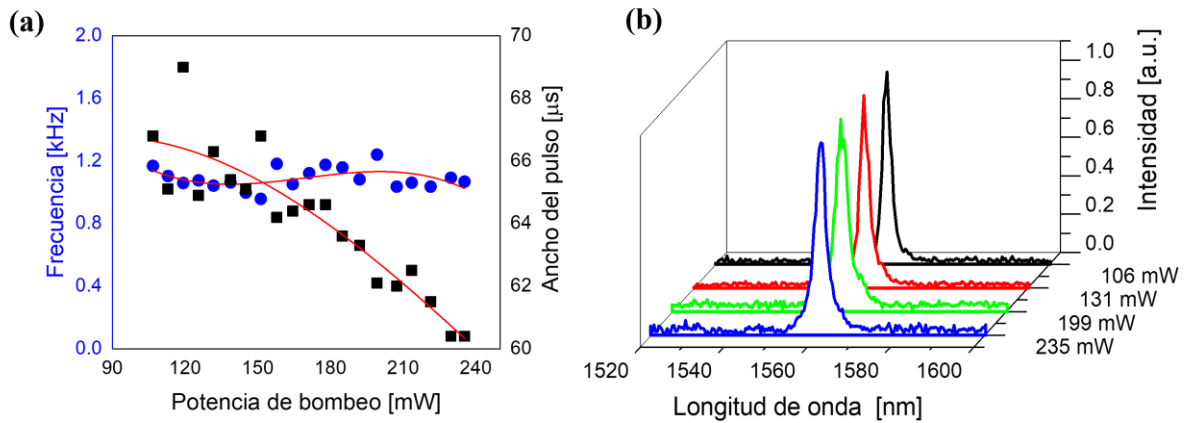 (a)
2.0
1.6
1.2
0.8
0.4
0.0
Frecuencia [kHz]
70
68
66
64
62
60
Ancho del pulso [µs]
90 120 150 180 210 240
Potencia de bombeo [mW]
(b)
1.0
0.8
0.6
0.4
0.2
0.0
Intensidad [a.u.]
106 mW
131 mW
199 mW
235 mW
1520 1540 1560 1580 1600
Longitud de onda [nm]